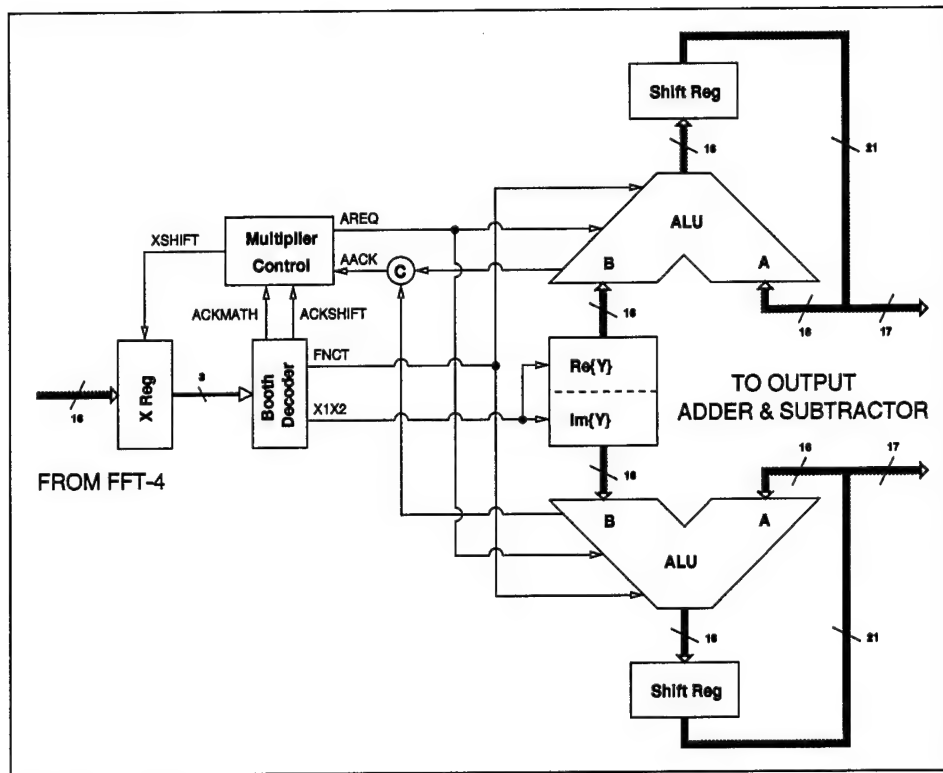 Shift Reg
16
21
ALU
B
A
16
17
XSHIFT
Multiplier
Control
AREQ
AACK
C
ACKMATH
ACKSHIFT
16
16
X Reg
3
Booth
Decoder
FNCT
X1X2
Re{Y}
Im{Y}
TO OUTPUT
ADDER & SUBTRACTOR
FROM FFT-4
16
16
17
B
A
ALU
16
21
Shift Reg